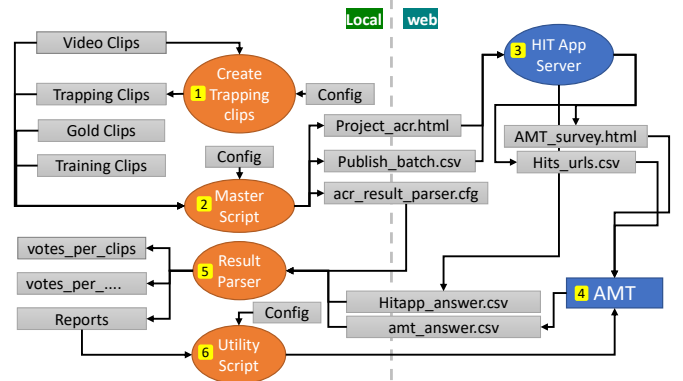 Local
web
Video Clips
Trapping Clips
Gold Clips
Training Clips
1
Create
Trapping
clips
Config
Config
2
Master
Script
Project_acr.html
Publish_batch.csv
acr_result_parser.cfg
3
HIT App
Server
AMT_survey.html
Hits_urls.csv
votes_per_clips
votes_per_....
Reports
5
Result
Parser
Hitapp_answer.csv
amt_answer.csv
4
AMT
Config
6
Utility
Script